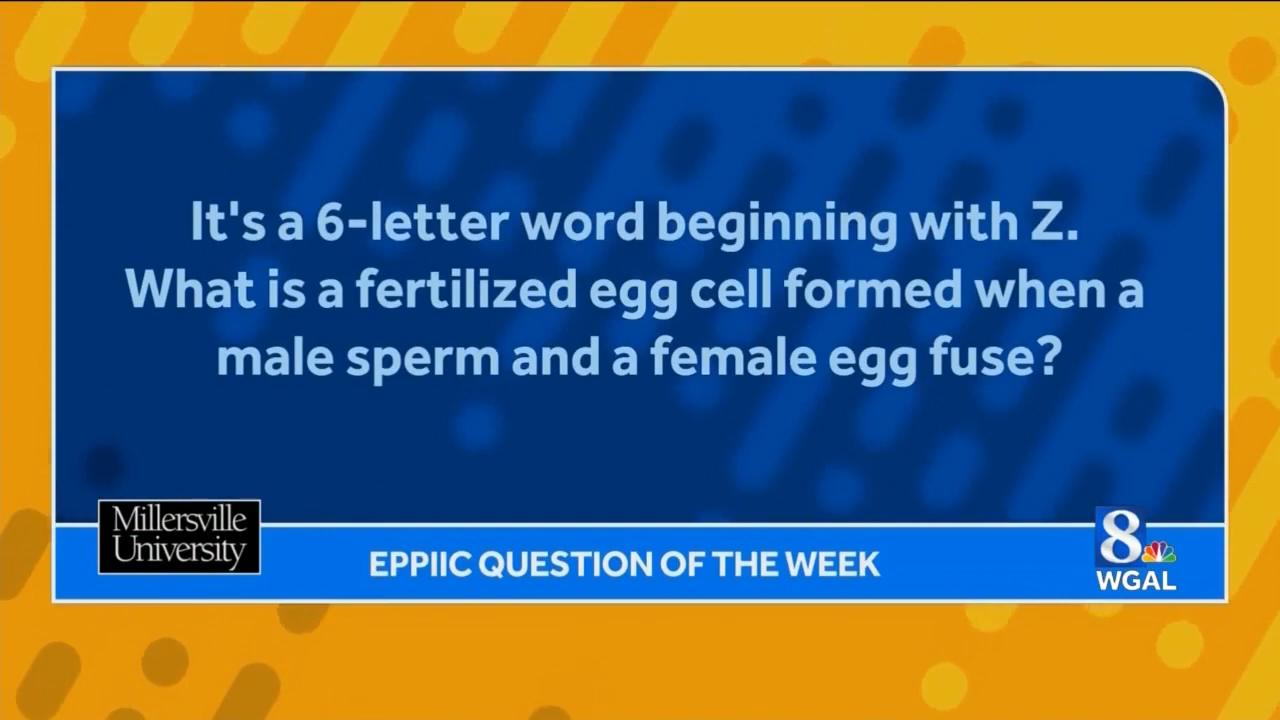 It's a 6-letter word beginning with Z.
What is a fertilized egg cell formed when a
male sperm and a female egg fuse?
Millersville
University
EPPIIC QUESTION OF THE WEEK
8
WGAL